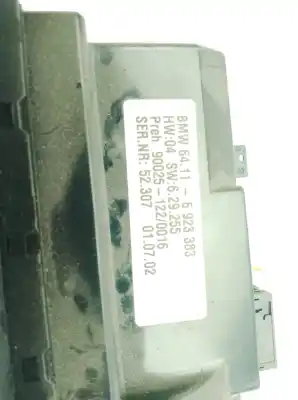 BMW 64.11 - 6 923 383
HW:04 SW:6.29.255
Preh 90025-122/0016
SER.NR: 52.307 01.07.02